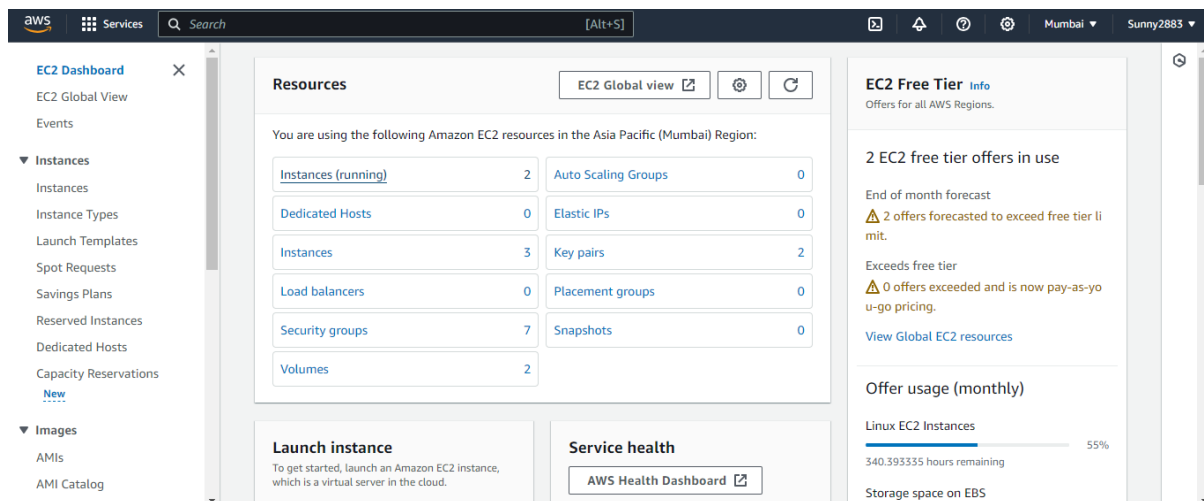 aws Services Search [Alt+S] Mumbai ▼ Sunny2883 ▼
EC2 Dashboard
EC2 Global View
Events
▼ Instances
Instances
Instance Types
Launch Templates
Spot Requests
Savings Plans
Reserved Instances
Dedicated Hosts
Capacity Reservations
New
▼ Images
AMIs
AMI Catalog
Resources
EC2 Global view
You are using the following Amazon EC2 resources in the Asia Pacific (Mumbai) Region:
Instances (running) 2 Auto Scaling Groups 0
Dedicated Hosts 0 Elastic IPs 0
Instances 3 Key pairs 2
Load balancers 0 Placement groups 0
Security groups 7 Snapshots 0
Volumes 2
Launch instance
To get started, launch an Amazon EC2 instance,
which is a virtual server in the cloud.
Service health
AWS Health Dashboard
EC2 Free Tier Info
Offers for all AWS Regions.
2 EC2 free tier offers in use
End of month forecast
2 offers forecasted to exceed free tier li
mit.
Exceeds free tier
0 offers exceeded and is now pay-as-yo
u-go pricing.
View Global EC2 resources
Offer usage (monthly)
Linux EC2 Instances
55%
340.393335 hours remaining
Storage space on EBS